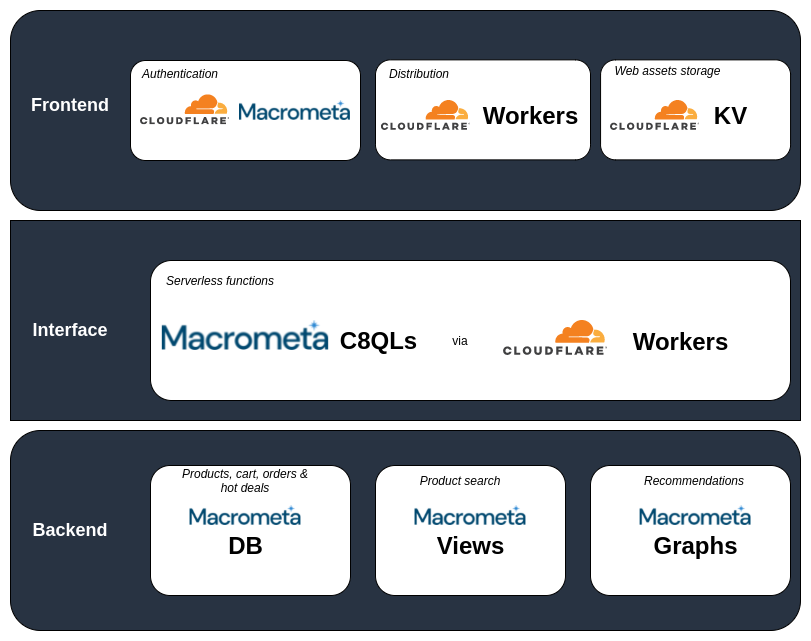 Frontend
Authentication
CLOUDFLARE Macrometa
Distribution
CLOUDFLARE Workers
Web assets storage
CLOUDFLARE KV
Interface
Serverless functions
Macrometa C8QLs via CLOUDFLARE Workers
Backend
Products, cart, orders &
hot deals
Macrometa
DB
Product search
Macrometa
Views
Recommendations
Macrometa
Graphs